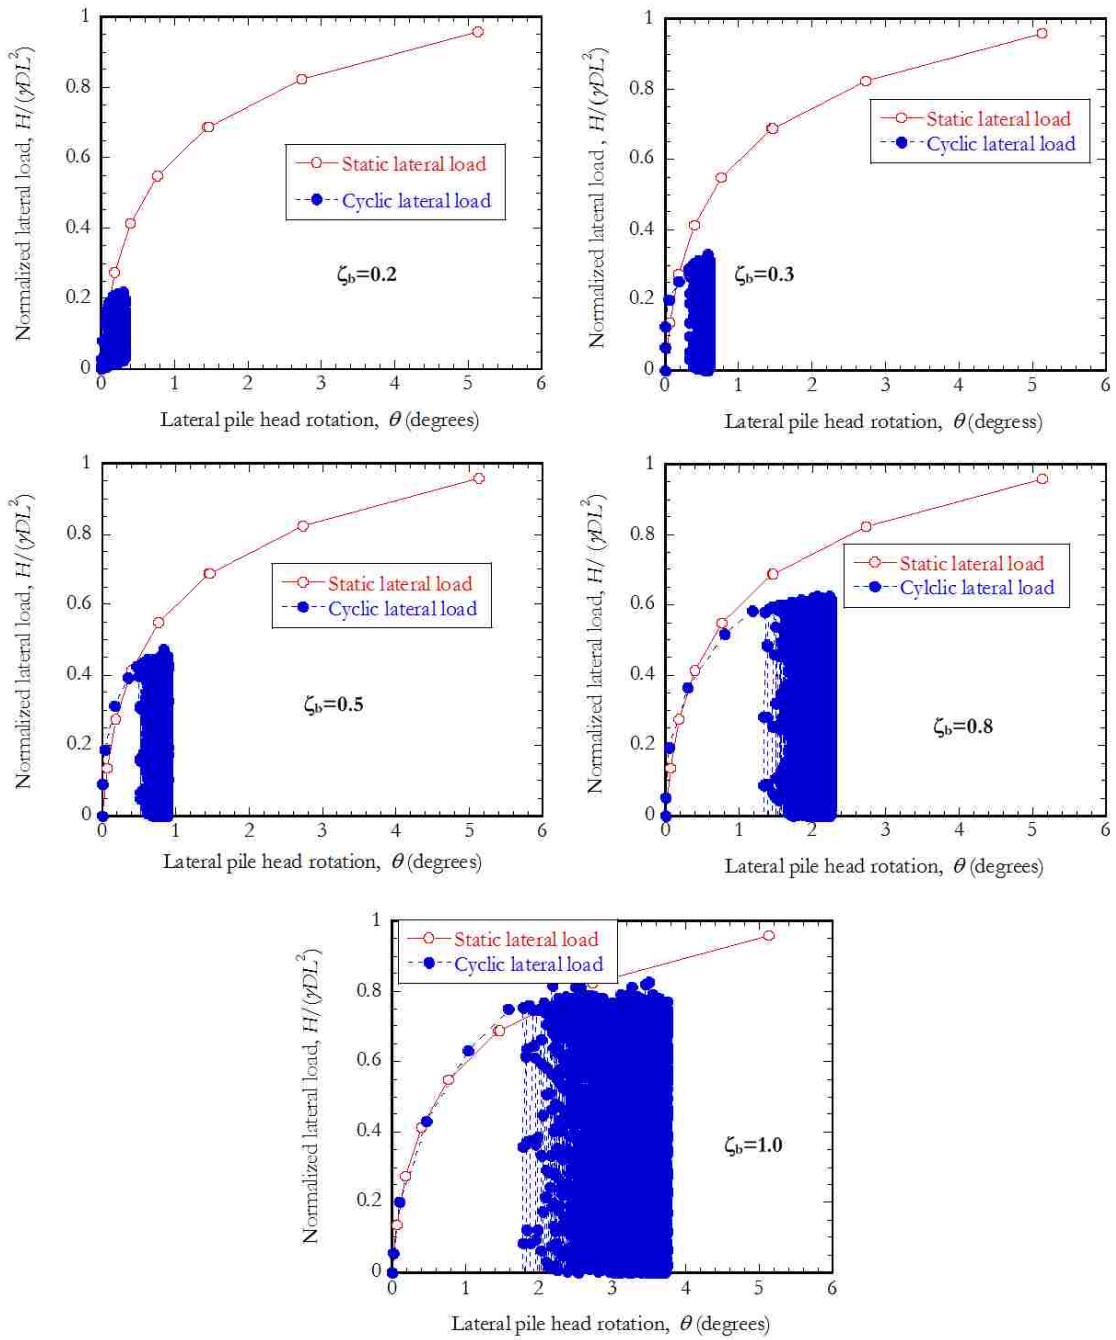 Normalized lateral load, H/(γDL²)
1
0.8
0.6
0.4
0.2
0
Static lateral load
Cyclic lateral load
ζb=0.2
0 1 2 3 4 5 6
Lateral pile head rotation, θ (degrees)
Normalized lateral load, H/(γDL²)
1
0.8
0.6
0.4
0.2
0
Static lateral load
Cyclic lateral load
ζb=0.3
0 1 2 3 4 5 6
Lateral pile head rotation, θ (degress)
Normalized lateral load, H/(γDL²)
1
0.8
0.6
0.4
0.2
0
Static lateral load
Cyclic lateral load
ζb=0.5
0 1 2 3 4 5 6
Lateral pile head rotation, θ (degrees)
Normalized lateral load, H/(γDL²)
1
0.8
0.6
0.4
0.2
0
Static lateral load
Cylclic lateral load
ζb=0.8
0 1 2 3 4 5 6
Lateral pile head rotation, θ (degrees)
Normalized lateral load, H/(γDL²)
1
0.8
0.6
0.4
0.2
0
Static lateral load
Cyclic lateral load
ζb=1.0
0 1 2 3 4 5 6
Lateral pile head rotation, θ (degrees)